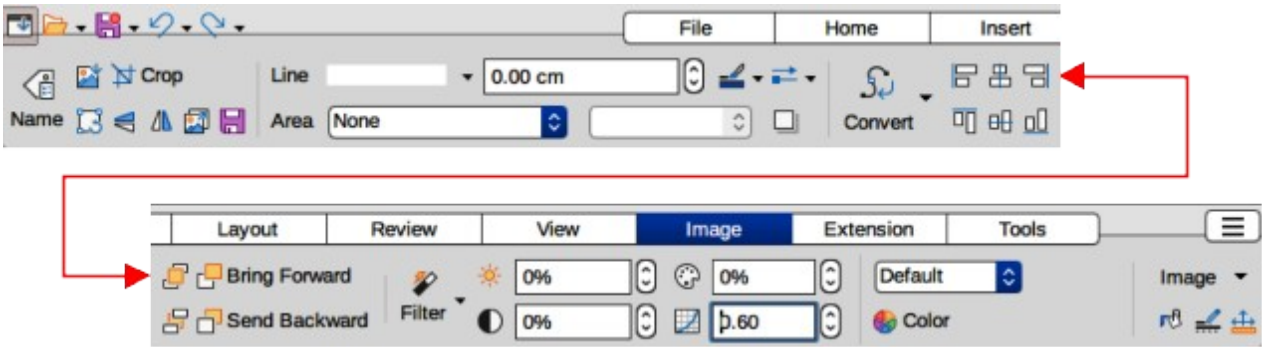 File Home Insert
Crop Line 0.00 cm
Name Area None Convert
Layout Review View Image Extension Tools
Bring Forward 0% 0% Default Image
Send Backward Filter 0% 0.60 Color